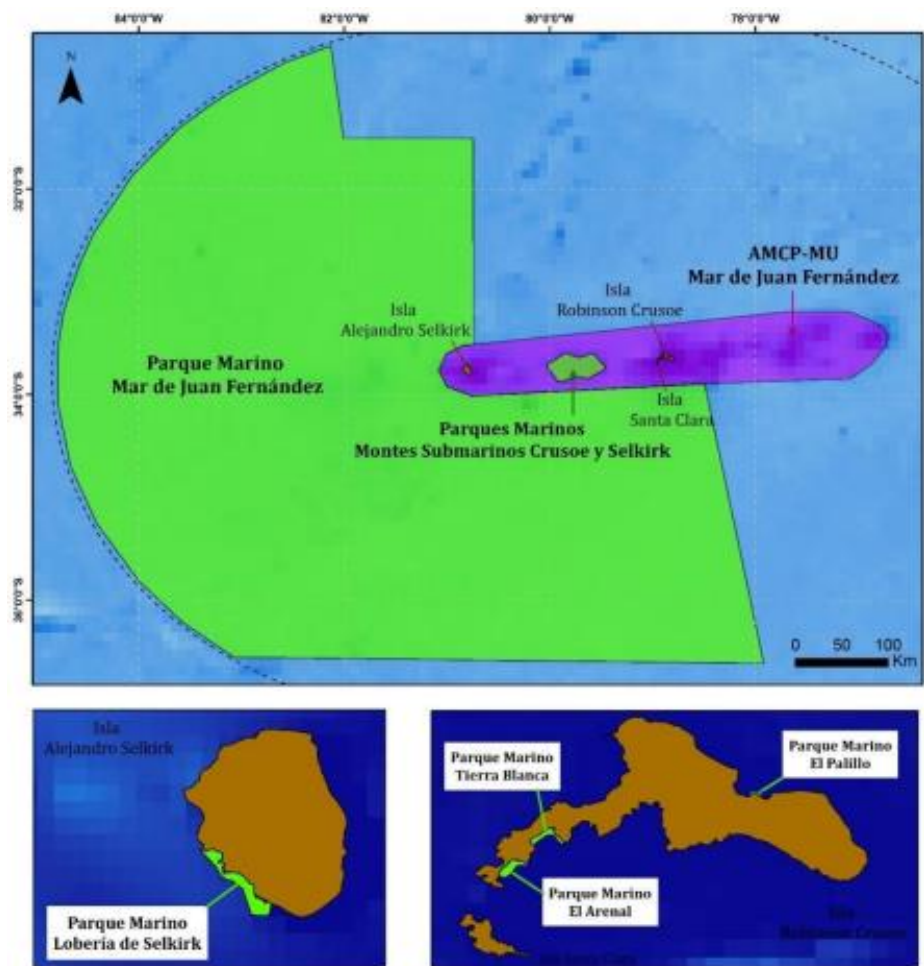 84°0'0"W
82°0'0"W
80°0'0"W
78°0'0"W
N
32°0'0"S
34°0'0"S
36°0'0"S
AMCP-MU
Mar de Juan Fernández
Isla
Robinson Crusoe
Isla
Alejandro Selkirk
Parque Marino
Mar de Juan Fernández
Isla
Santa Clara
Parques Marinos
Montes Submarinos Crusoe y Selkirk
0 50 100
Km
Isla
Alejandro Selkirk
Parque Marino
Lobería de Selkirk
Parque Marino
Tierra Blanca
Parque Marino
El Palillo
Parque Marino
El Arenal
Isla
Robinson Crusoe
Isla Santa Clara